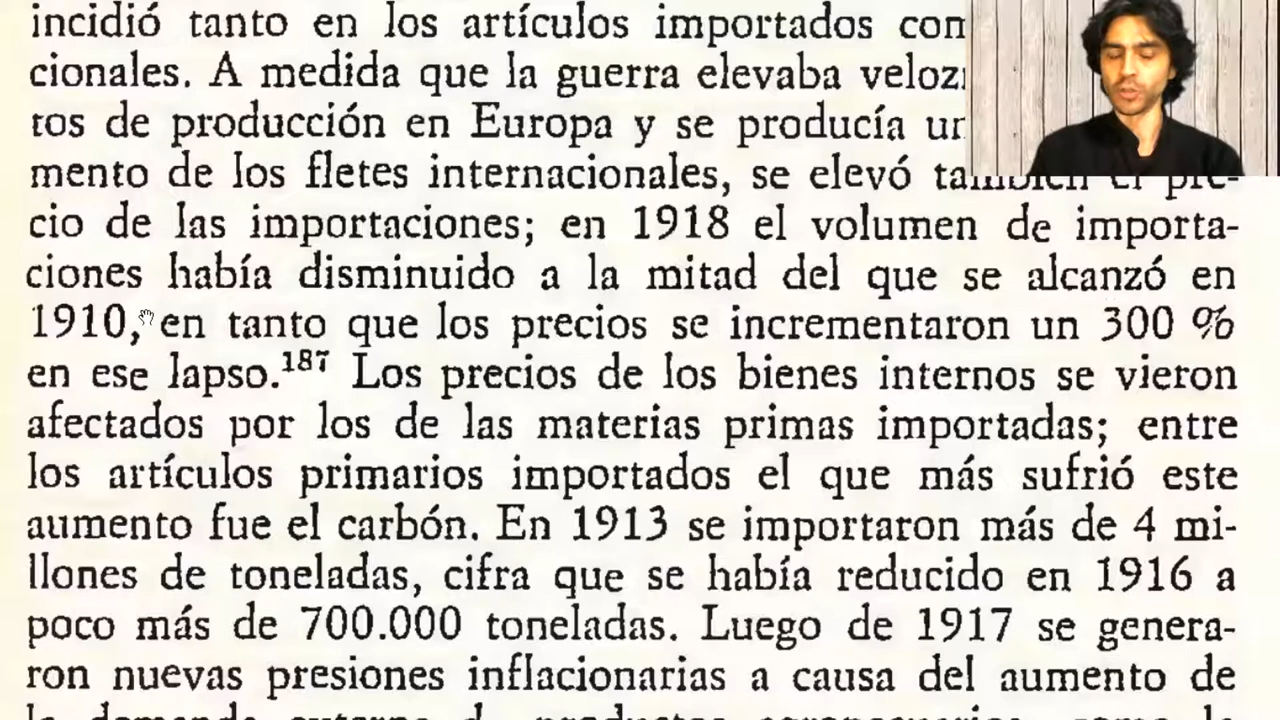 incidió tanto en los artículos importados com
cionales. A medida que la guerra elevaba veloz
tos de producción en Europa y se producía un
mento de los fletes internacionales, se elevó también el pre-
cio de las importaciones; en 1918 el volumen de importa-
ciones había disminuido a la mitad del que se alcanzó en
1910, en tanto que los precios se incrementaron un 300 %
en ese lapso.187 Los precios de los bienes internos se vieron
afectados por los de las materias primas importadas; entre
los artículos primarios importados el que más sufrió este
aumento fue el carbón. En 1913 se importaron más de 4 mi-
llones de toneladas, cifra que se había reducido en 1916 a
poco más de 700.000 toneladas. Luego de 1917 se genera-
ron nuevas presiones inflacionarias a causa del aumento de